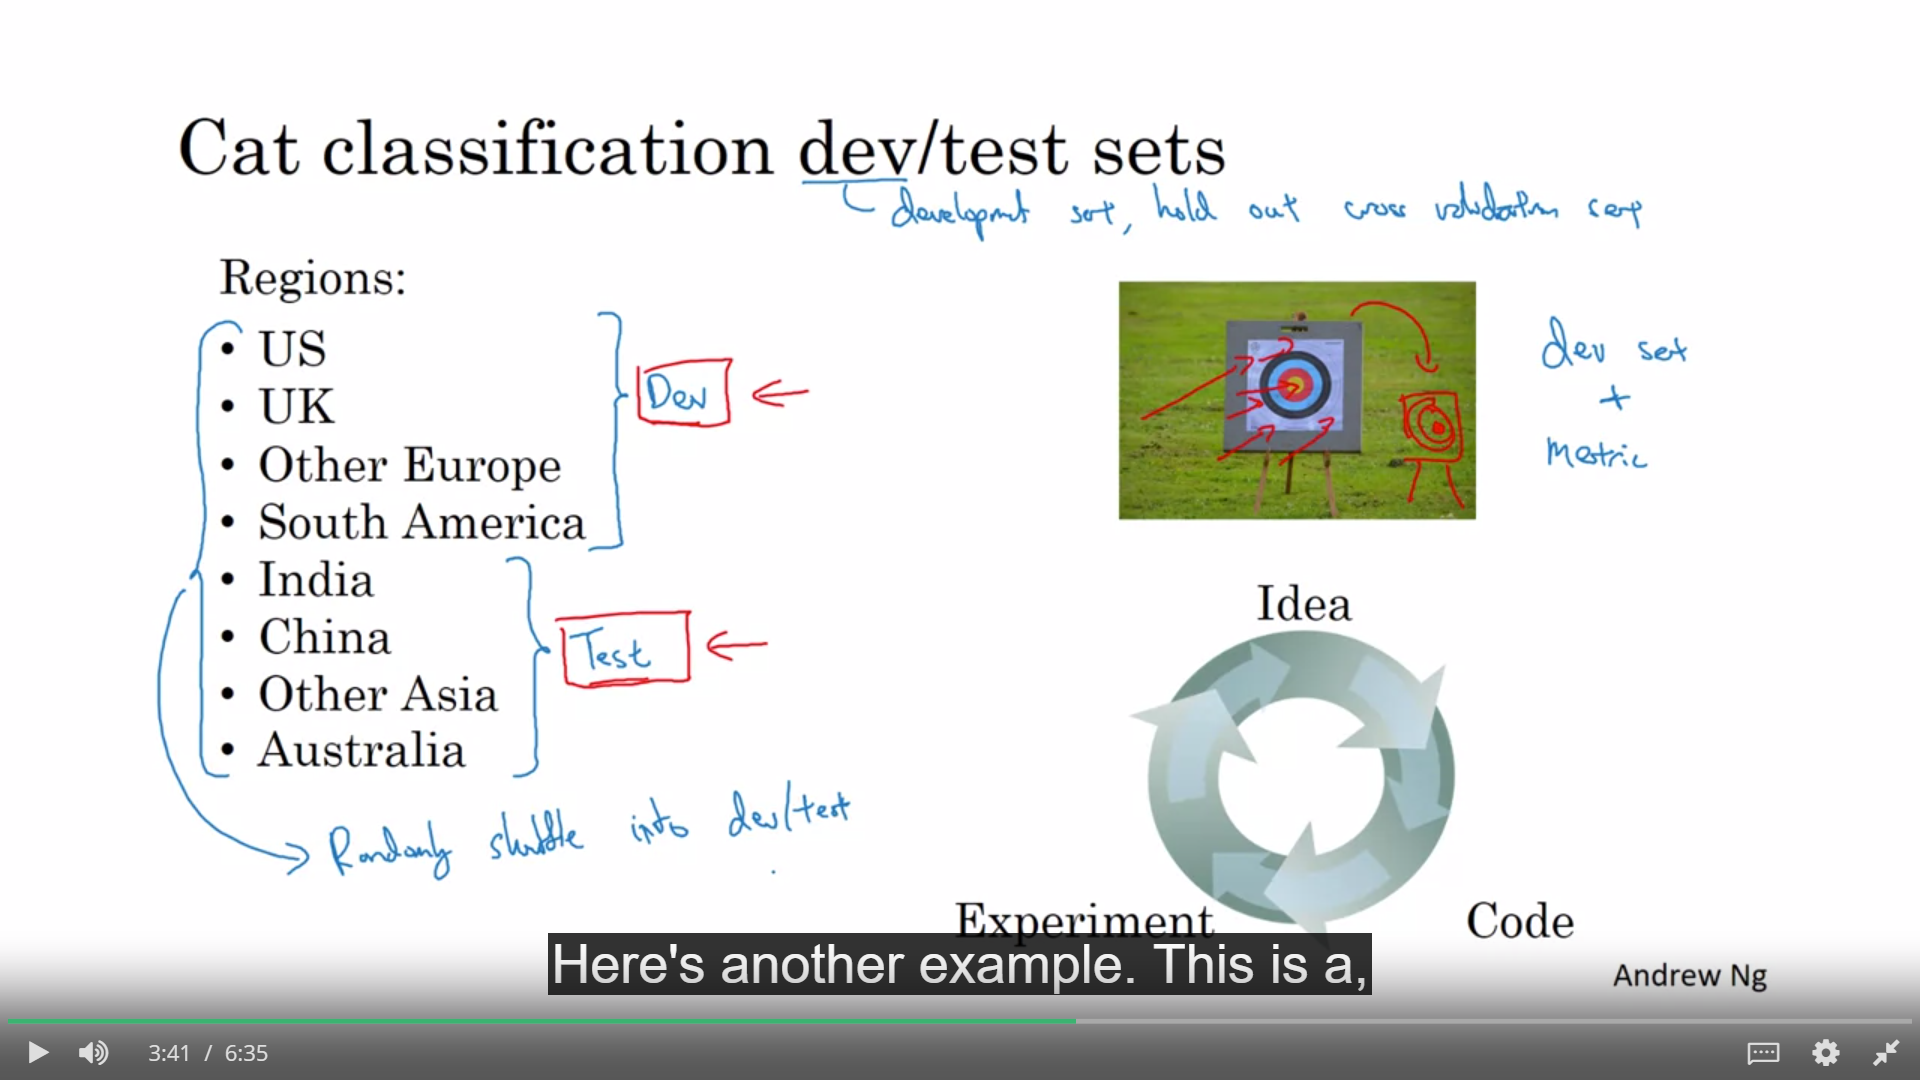 Cat classification dev/test sets
development set, hold out cross validation set
Regions:
• US
• UK
• Other Europe
• South America
• India
• China
• Other Asia
• Australia
Dev
Test
Randomly shuffle into dev/test
dev set
+
metric
Idea
Experiment
Code
Here's another example. This is a,
Andrew Ng
3:41 / 6:35